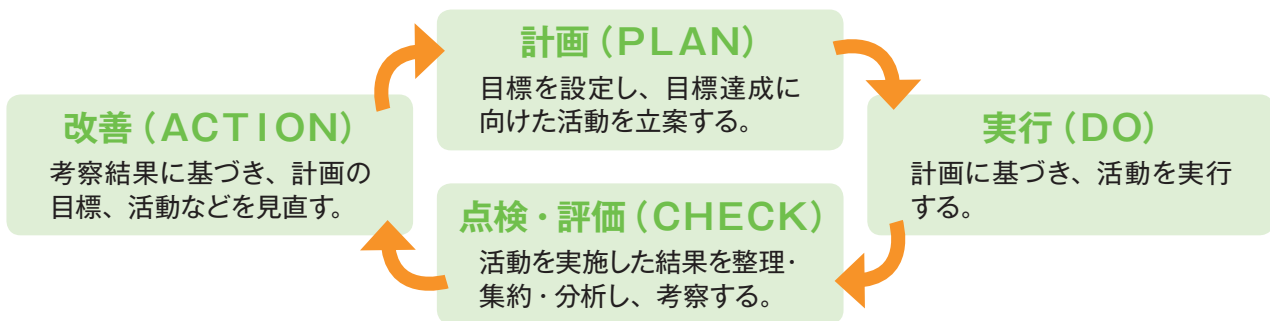 計画（PLAN）
目標を設定し、目標達成に
向けた活動を立案する。
実行（DO）
計画に基づき、活動を実行
する。
点検・評価（CHECK）
活動を実施した結果を整理・
集約・分析し、考察する。
改善（ACTION）
考察結果に基づき、計画の
目標、活動などを見直す。